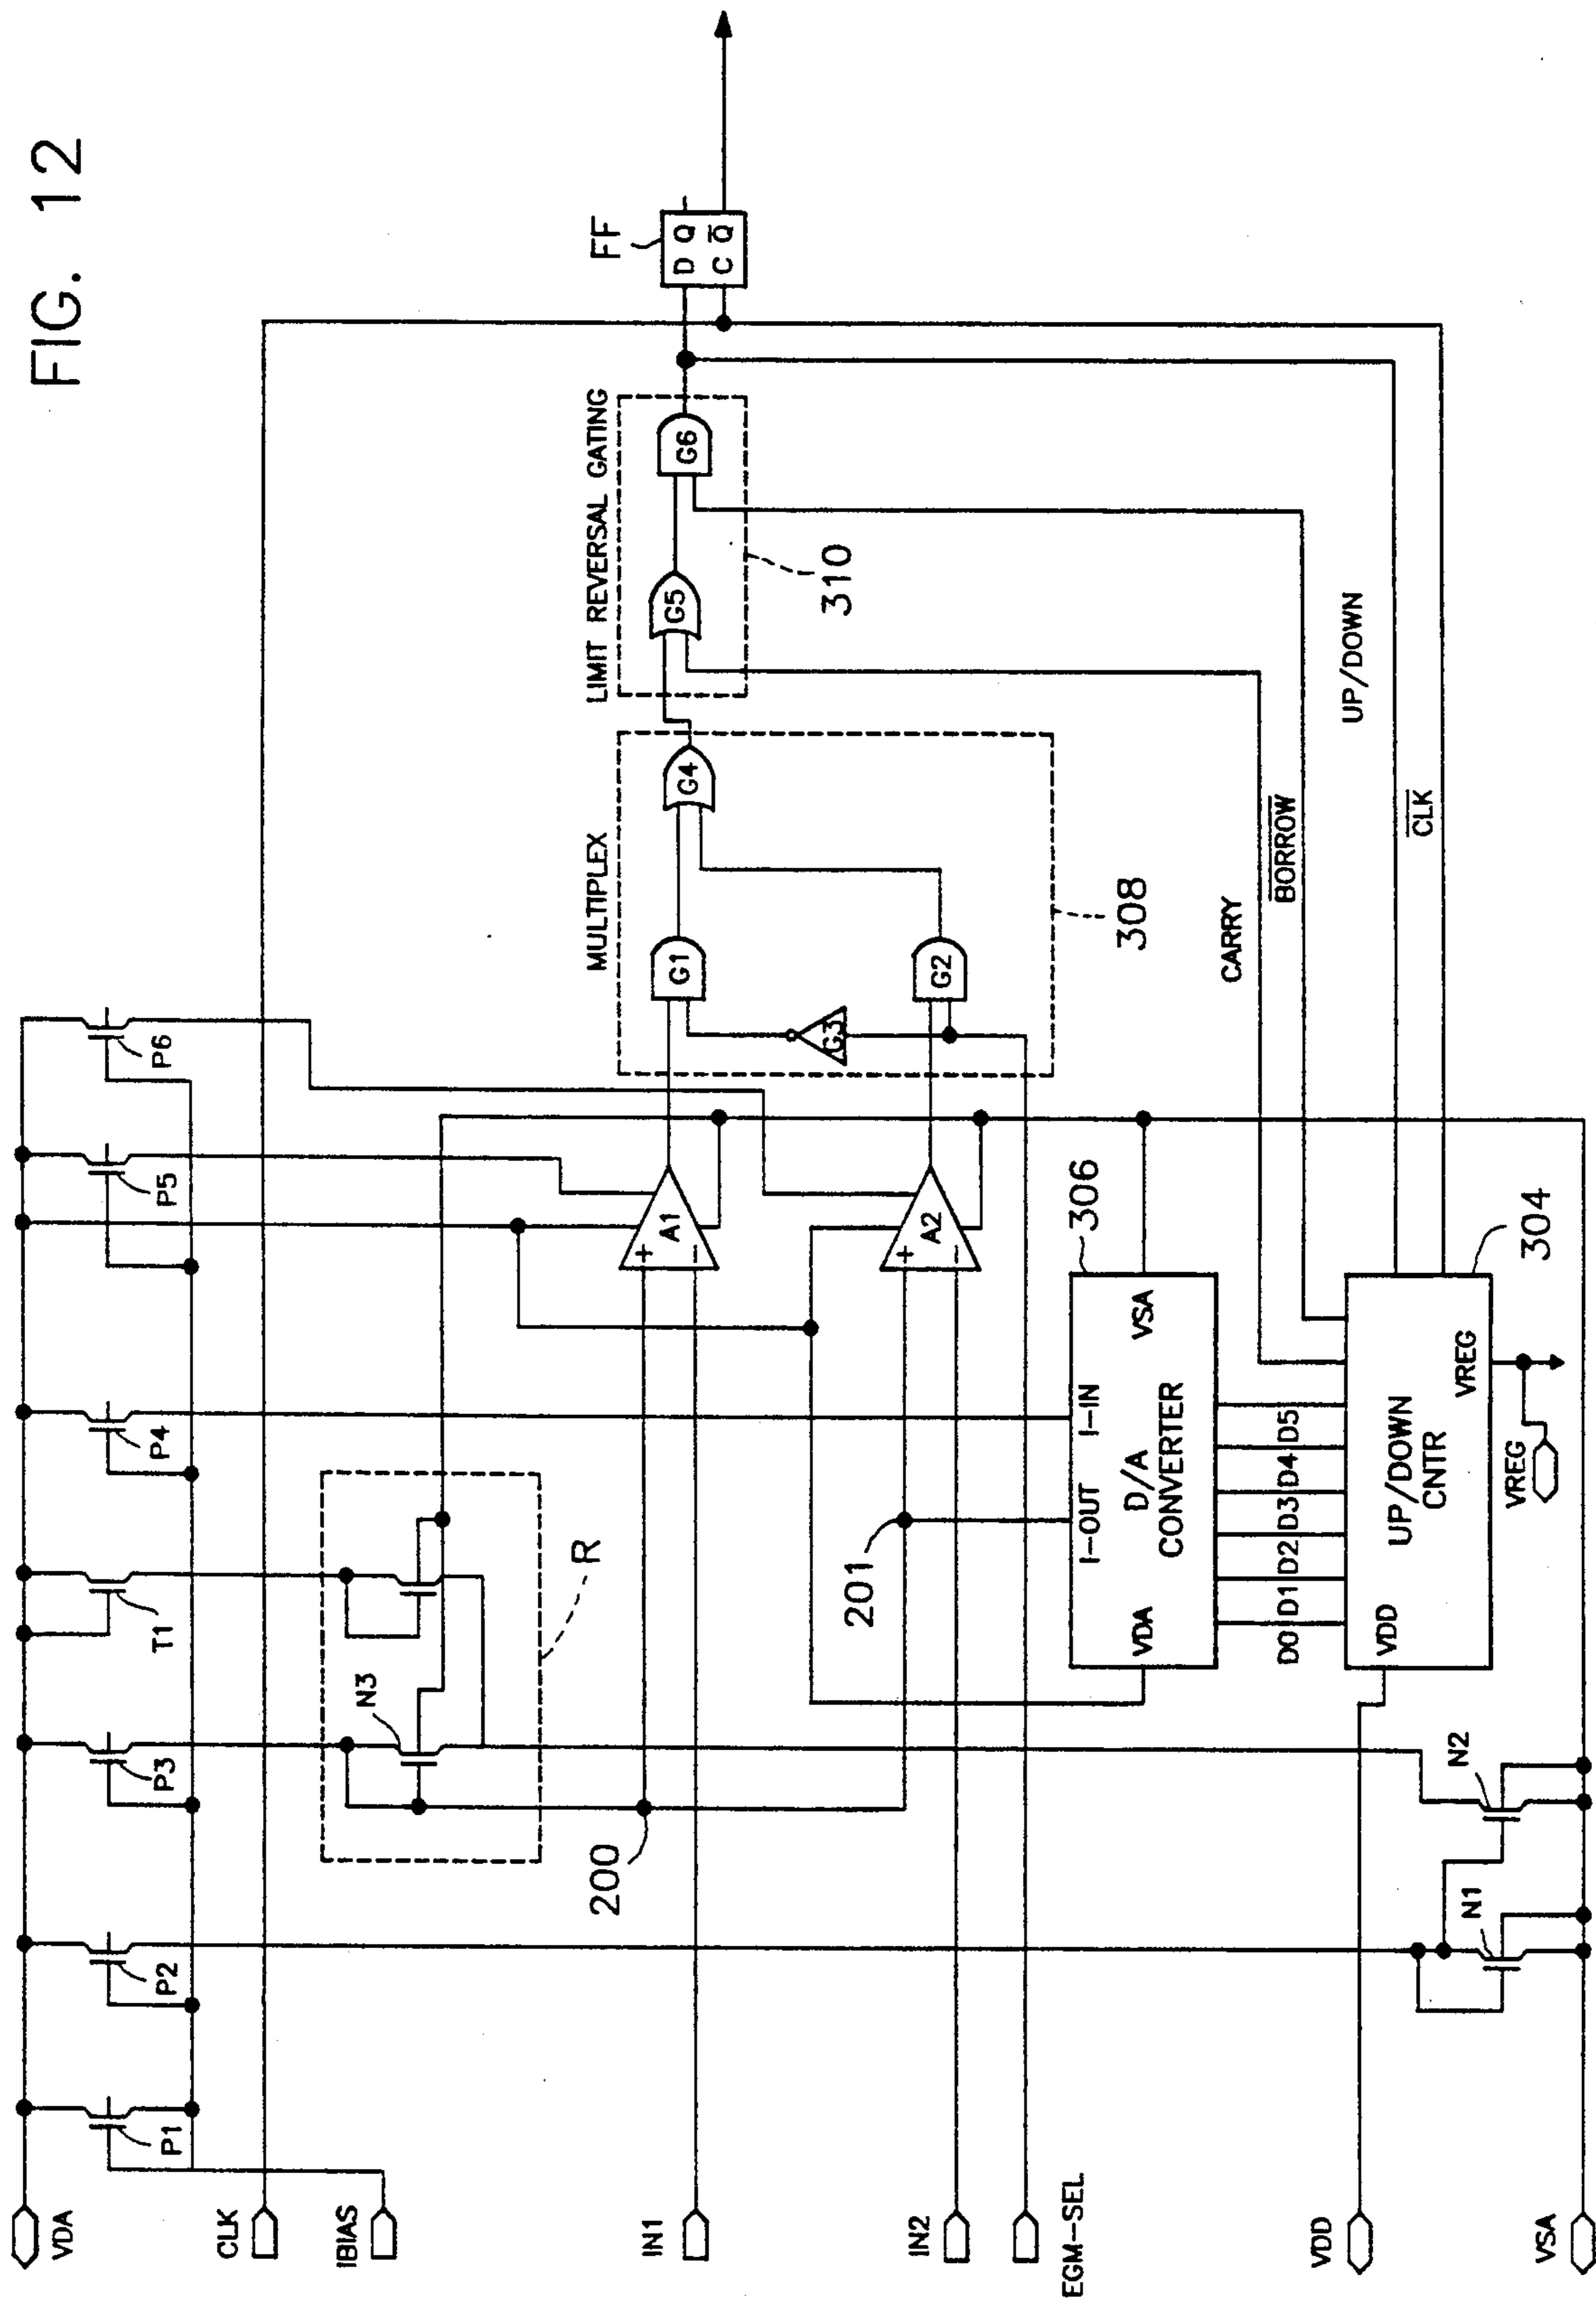 FIG. 12
VDA
P1
P2
P3
T1
P4
P5
P6
CLK
IBIAS
N3
R
LIMIT REVERSAL GATING
FF
D Q
C Q̅
G5
G6
310
MULTIPLEX
G1
G4
G3
G2
308
IN1
200
+
A1
−
IN2
201
+
A2
−
EGM-SEL
306
I-OUT
I-IN
VDA
D/A
CONVERTER
VSA
D0
D1
D2
D3
D4
D5
CARRY
B̅O̅R̅R̅O̅W̅
UP/DOWN
C̅L̅K̅
304
VDD
UP/DOWN
CNTR
VREG
VREG
VDD
N1
N2
VSA